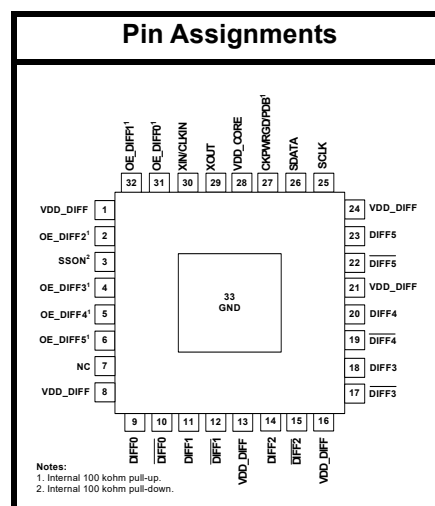 Pin Assignments
OE_DIFF1¹
OE_DIFF0¹
XIN/CLKIN
XOUT
VDD_CORE
CKPWRGD/PDB¹
SDATA
SCLK
32 31 30 29 28 27 26 25
VDD_DIFF 1
OE_DIFF2¹ 2
SSON² 3
OE_DIFF3¹ 4
OE_DIFF4¹ 5
OE_DIFF5¹ 6
NC 7
VDD_DIFF 8
33
GND
24 VDD_DIFF
23 DIFF5
22 DIFF5
21 VDD_DIFF
20 DIFF4
19 DIFF4
18 DIFF3
17 DIFF3
9 10 11 12 13 14 15 16
DIFF0
DIFF0
DIFF1
DIFF1
VDD_DIFF
DIFF2
DIFF2
VDD_DIFF
Notes:
1. Internal 100 kohm pull-up.
2. Internal 100 kohm pull-down.